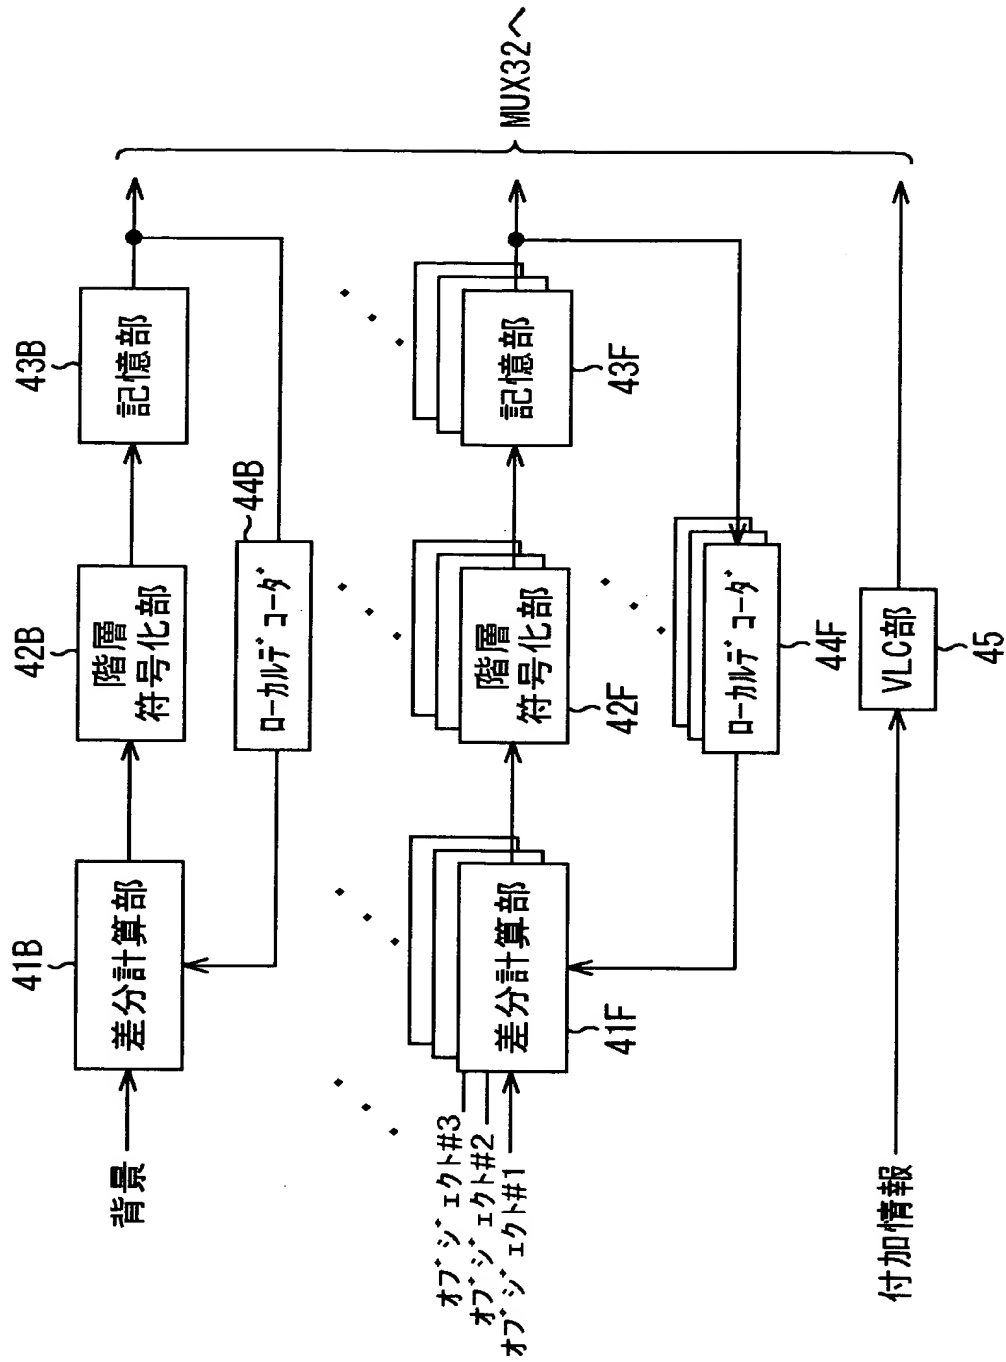 背景
41B
差分計算部
42B
階層
符号化部
43B
記憶部
44B
ローカルデコーダ
オブジェクト#3
オブジェクト#2
オブジェクト#1
差分計算部
41F
階層
符号化部
42F
記憶部
43F
ローカルデコーダ
44F
付加情報
VLC部
45
MUX32へ